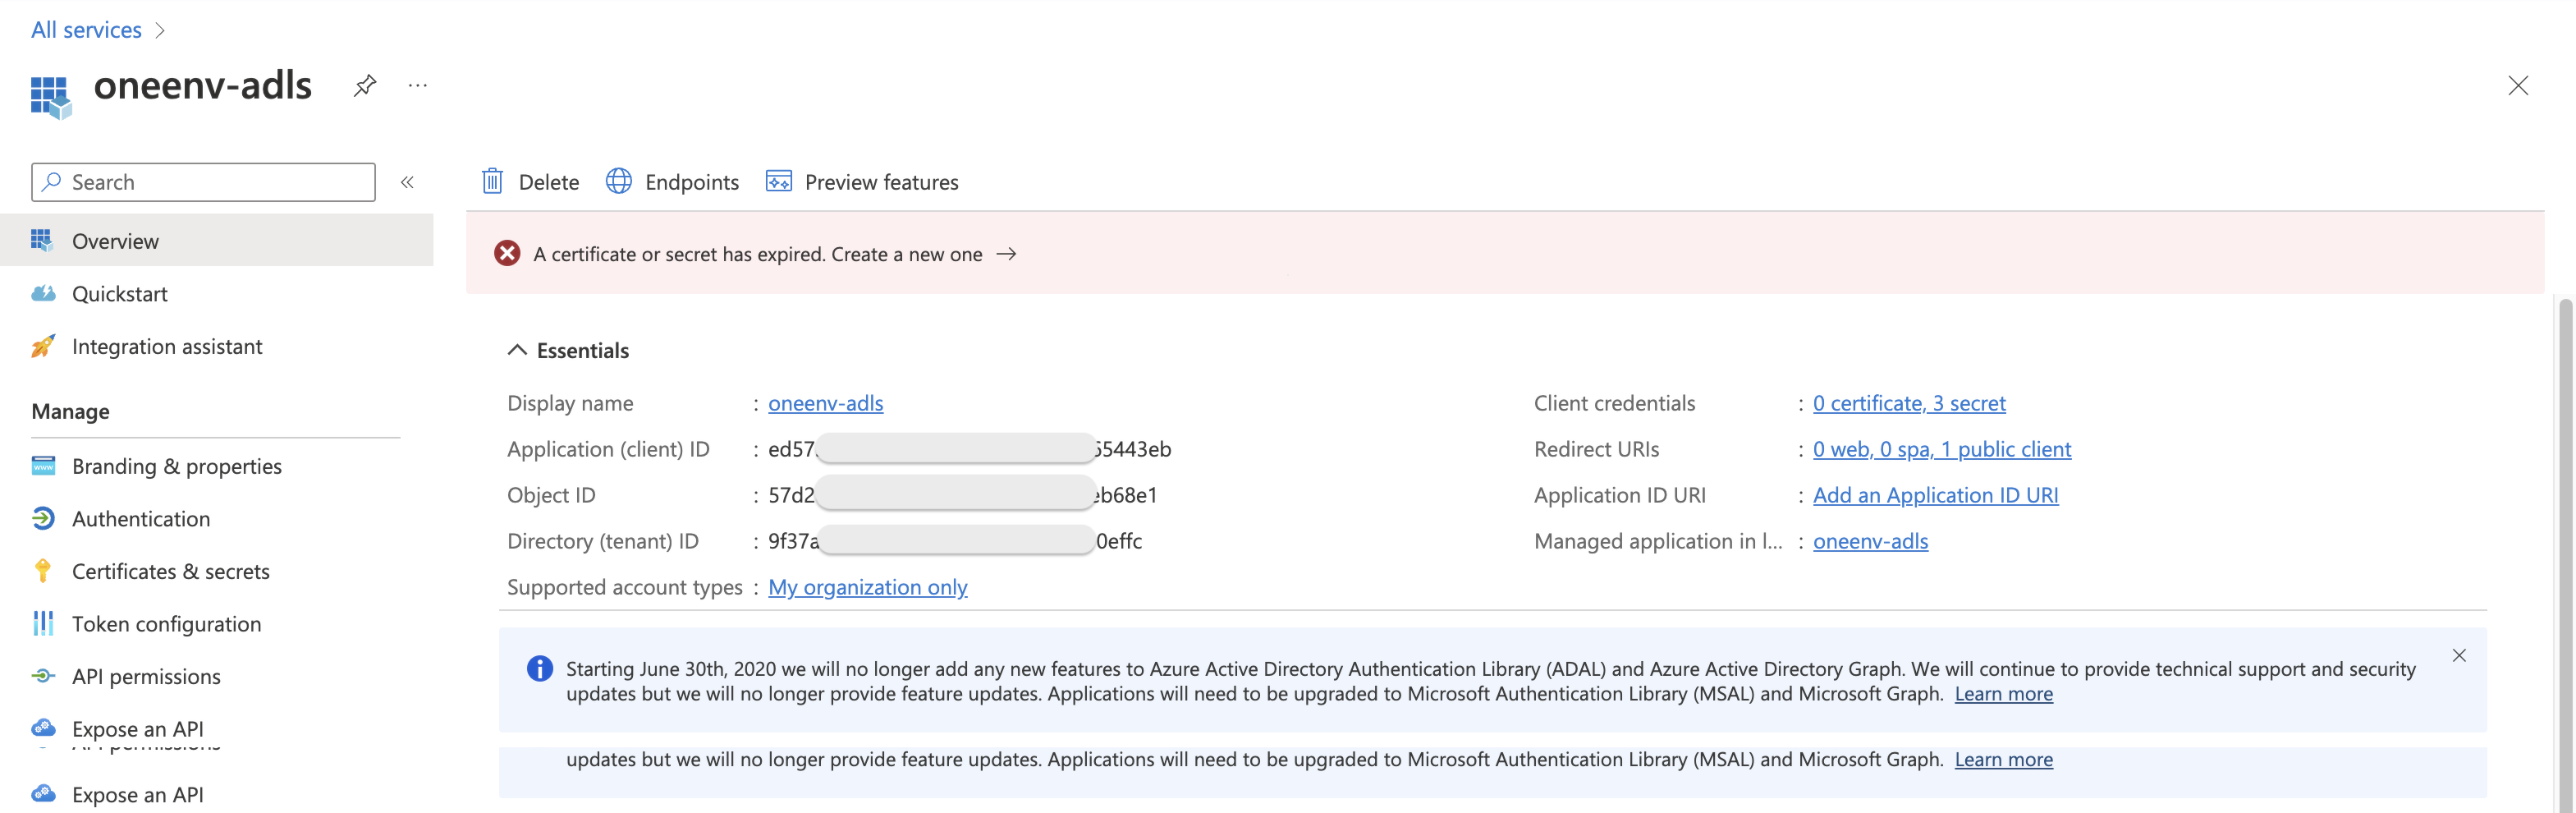 All services
oneenv-adls
Search
Delete Endpoints Preview features
Overview
A certificate or secret has expired. Create a new one
Quickstart
Integration assistant
Essentials
Display name : oneenv-adls
Client credentials : 0 certificate, 3 secret
Manage
Application (client) ID : ed57 55443eb
Redirect URIs : 0 web, 0 spa, 1 public client
Branding & properties
Object ID : 57d2 eb68e1
Application ID URI : Add an Application ID URI
Authentication
Directory (tenant) ID : 9f37a 0effc
Managed application in l... : oneenv-adls
Certificates & secrets
Supported account types : My organization only
Token configuration
API permissions
Starting June 30th, 2020 we will no longer add any new features to Azure Active Directory Authentication Library (ADAL) and Azure Active Directory Graph. We will continue to provide technical support and security
updates but we will no longer provide feature updates. Applications will need to be upgraded to Microsoft Authentication Library (MSAL) and Microsoft Graph. Learn more
Expose an API
API permissions
updates but we will no longer provide feature updates. Applications will need to be upgraded to Microsoft Authentication Library (MSAL) and Microsoft Graph. Learn more
Expose an API